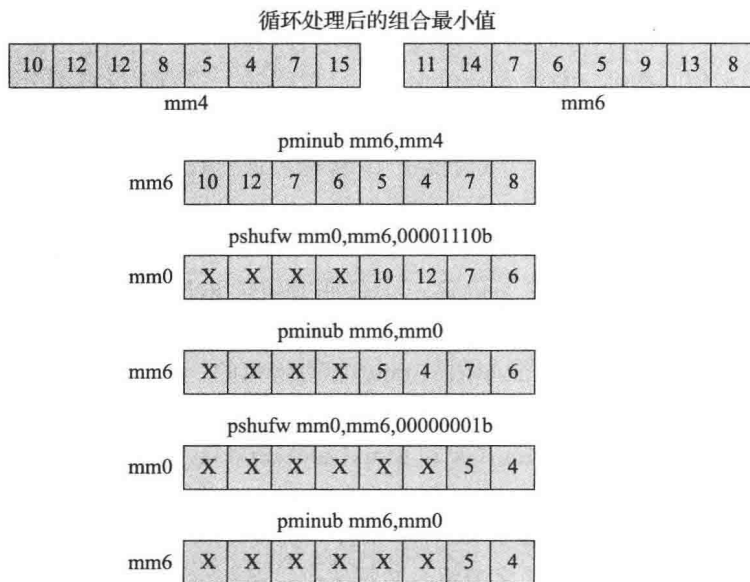 循环处理后的组合最小值
10 12 12 8 5 4 7 15 11 14 7 6 5 9 13 8
mm4 mm6
pminub mm6,mm4
mm6 10 12 7 6 5 4 7 8
pshufw mm0,mm6,00001110b
mm0 X X X X 10 12 7 6
pminub mm6,mm0
mm6 X X X X 5 4 7 6
pshufw mm0,mm6,00000001b
mm0 X X X X X X 5 4
pminub mm6,mm0
mm6 X X X X X X 5 4